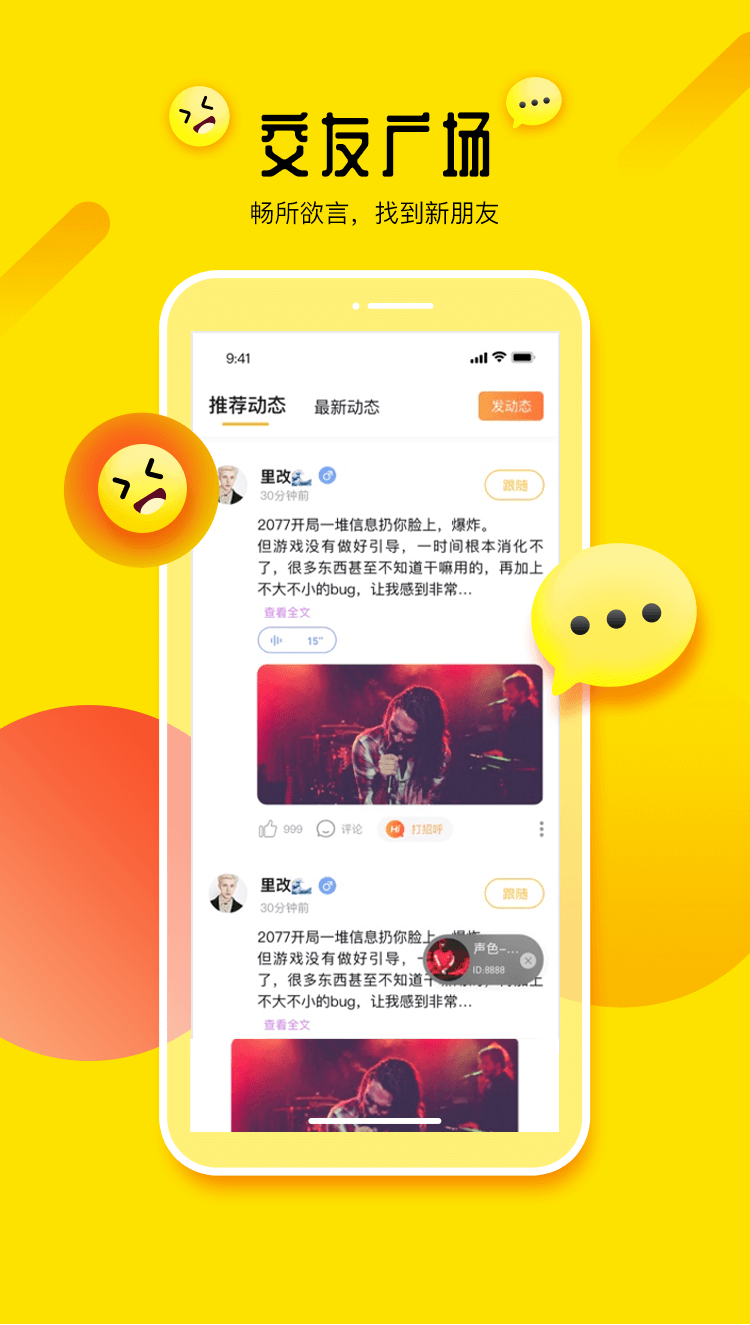 交友广场
畅所欲言，找到新朋友
9:41
推荐动态
最新动态
发动态
里改
30分钟前
跟随
2077开局一堆信息扔你脸上，爆炸。
但游戏没有做好引导，一时间根本消化不
了，很多东西甚至不知道干嘛用的，再加上
不大不小的bug，让我感到非常...
查看全文
15"
999
评论
Hi
打招呼
里改
30分钟前
跟随
2077开局一堆信息扔你脸上，爆炸
但游戏没有做好引导，
了，很多东西甚至不知道干
不大不小的bug，让我感到非常...
查看全文
声色-...
ID:8888